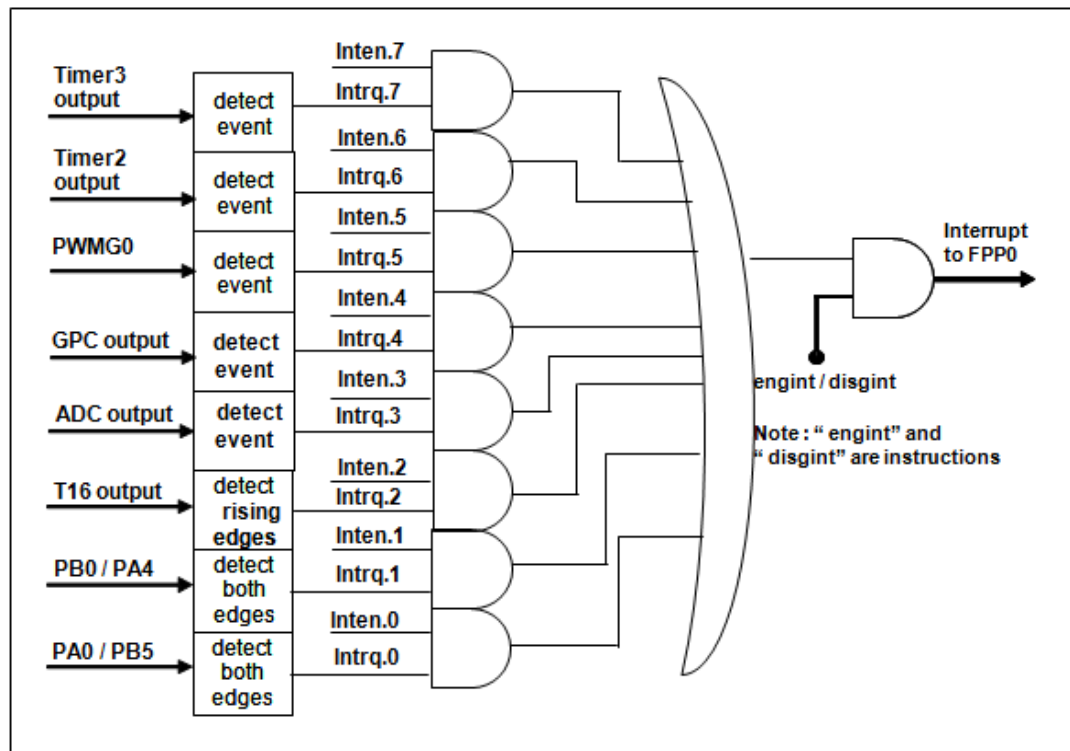 Timer3
output
detect
event
Inten.7
Intrq.7
Timer2
output
detect
event
Inten.6
Intrq.6
PWMG0
detect
event
Inten.5
Intrq.5
GPC output
detect
event
Inten.4
Intrq.4
ADC output
detect
event
Inten.3
Intrq.3
T16 output
detect
rising
edges
Inten.2
Intrq.2
PB0 / PA4
detect
both
edges
Inten.1
Intrq.1
PA0 / PB5
detect
both
edges
Inten.0
Intrq.0
Interrupt
to FPP0
engint / disgint
Note : “ engint” and
“ disgint” are instructions